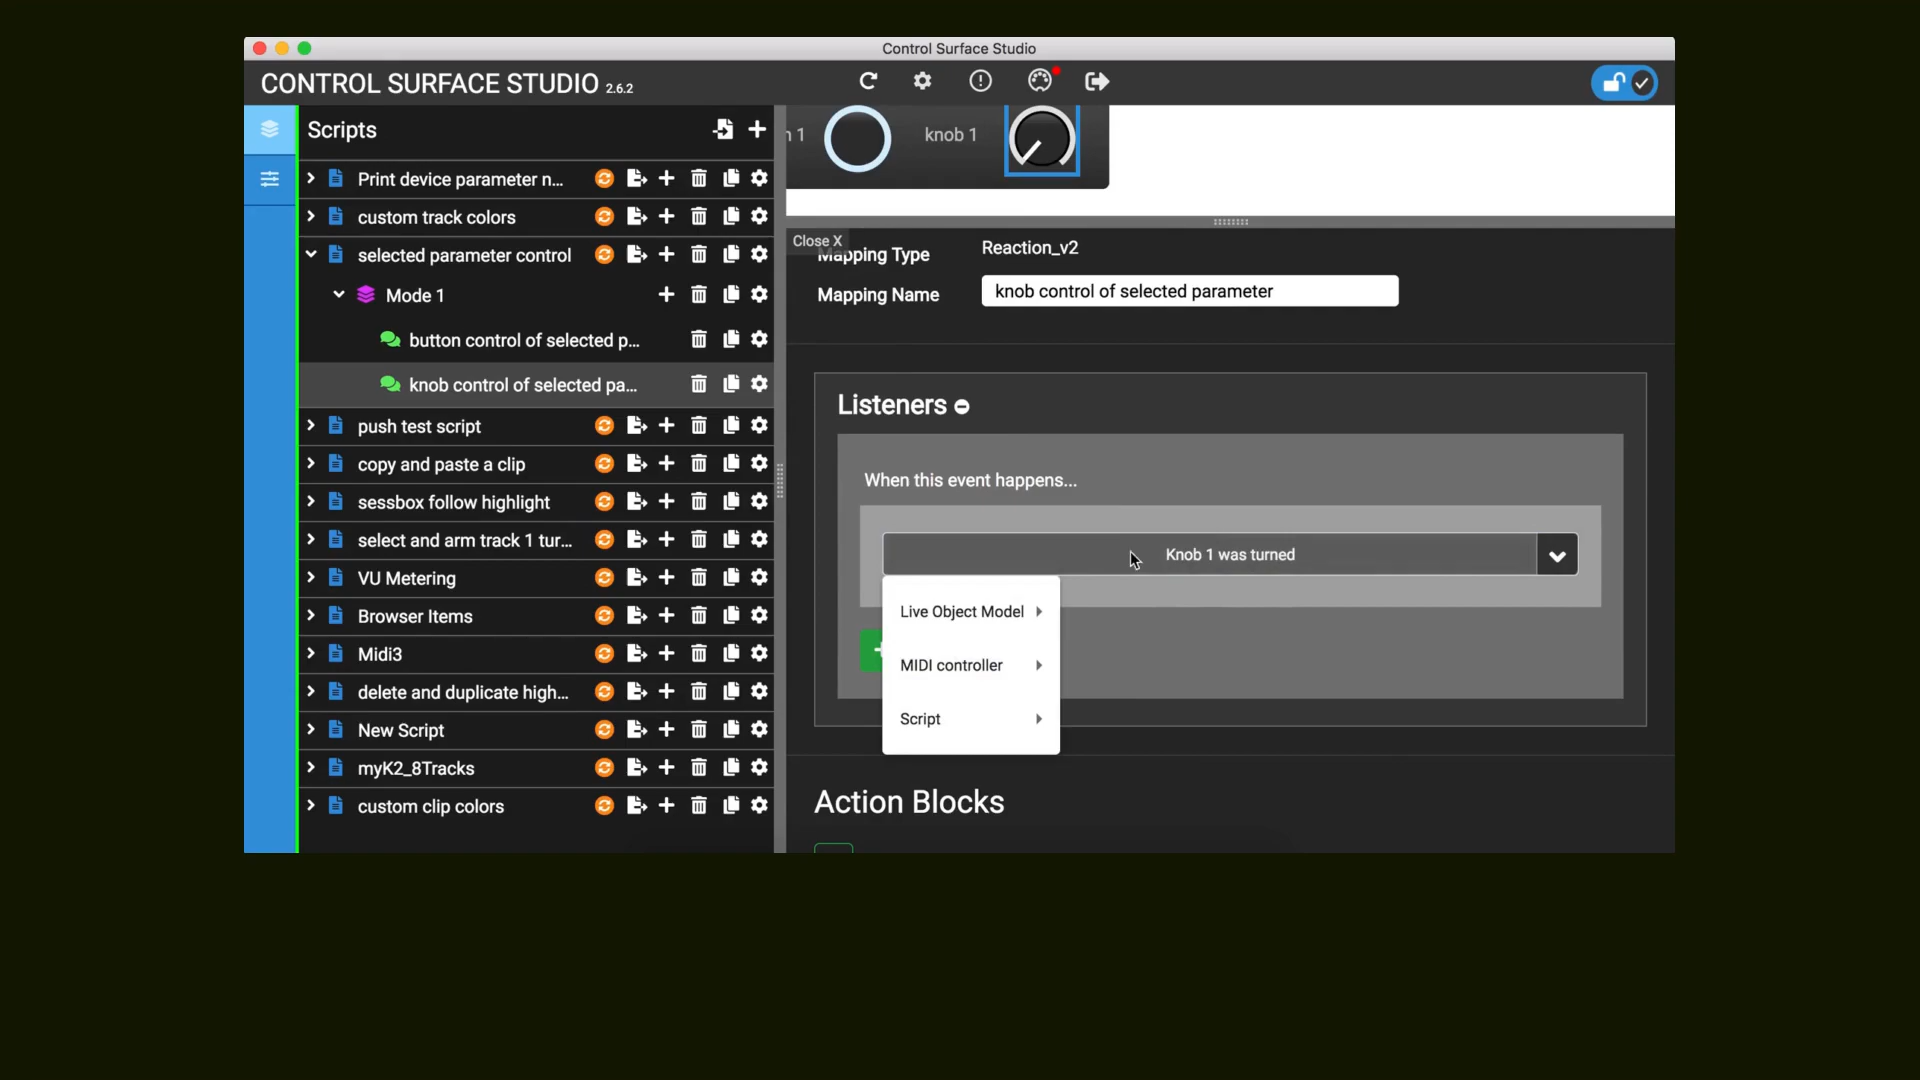 Control Surface Studio
CONTROL SURFACE STUDIO 2.6.2
Scripts
Print device parameter n...
custom track colors
selected parameter control
Mode 1
button control of selected p...
knob control of selected pa...
push test script
copy and paste a clip
sessbox follow highlight
select and arm track 1 tur...
VU Metering
Browser Items
Midi3
delete and duplicate high...
New Script
myK2_8Tracks
custom clip colors
n 1
knob 1
Close X
Mapping Type
Reaction_v2
Mapping Name
knob control of selected parameter
Listeners
When this event happens...
Knob 1 was turned
Live Object Model
MIDI controller
Script
Action Blocks